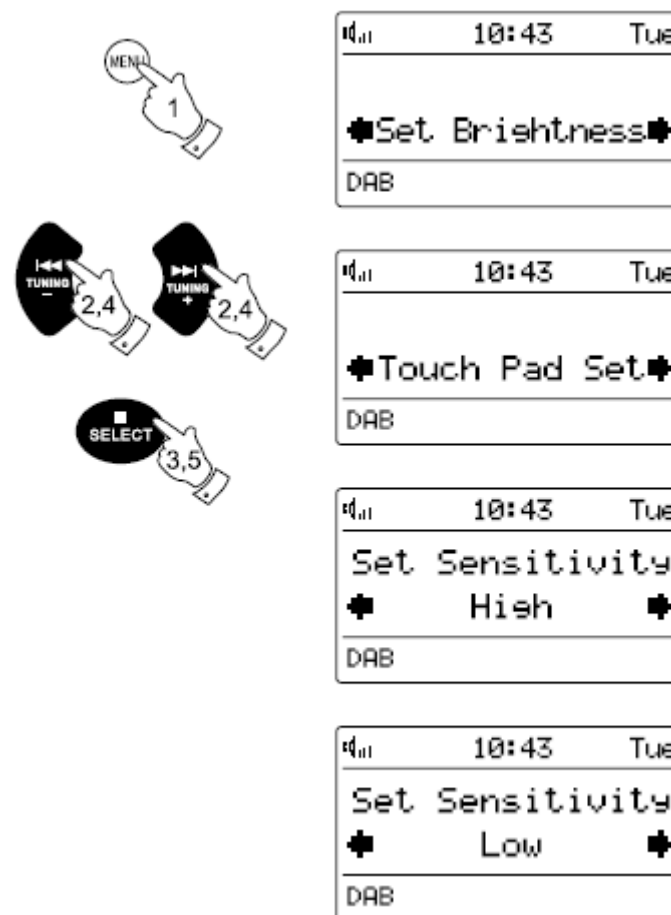 MENU
1
TUNING
−
2,4
TUNING
+
2,4
SELECT
3,5
10:43 Tue
Set Brightness
DAB
10:43 Tue
Touch Pad Set
DAB
10:43 Tue
Set Sensitivity
High
DAB
10:43 Tue
Set Sensitivity
Low
DAB